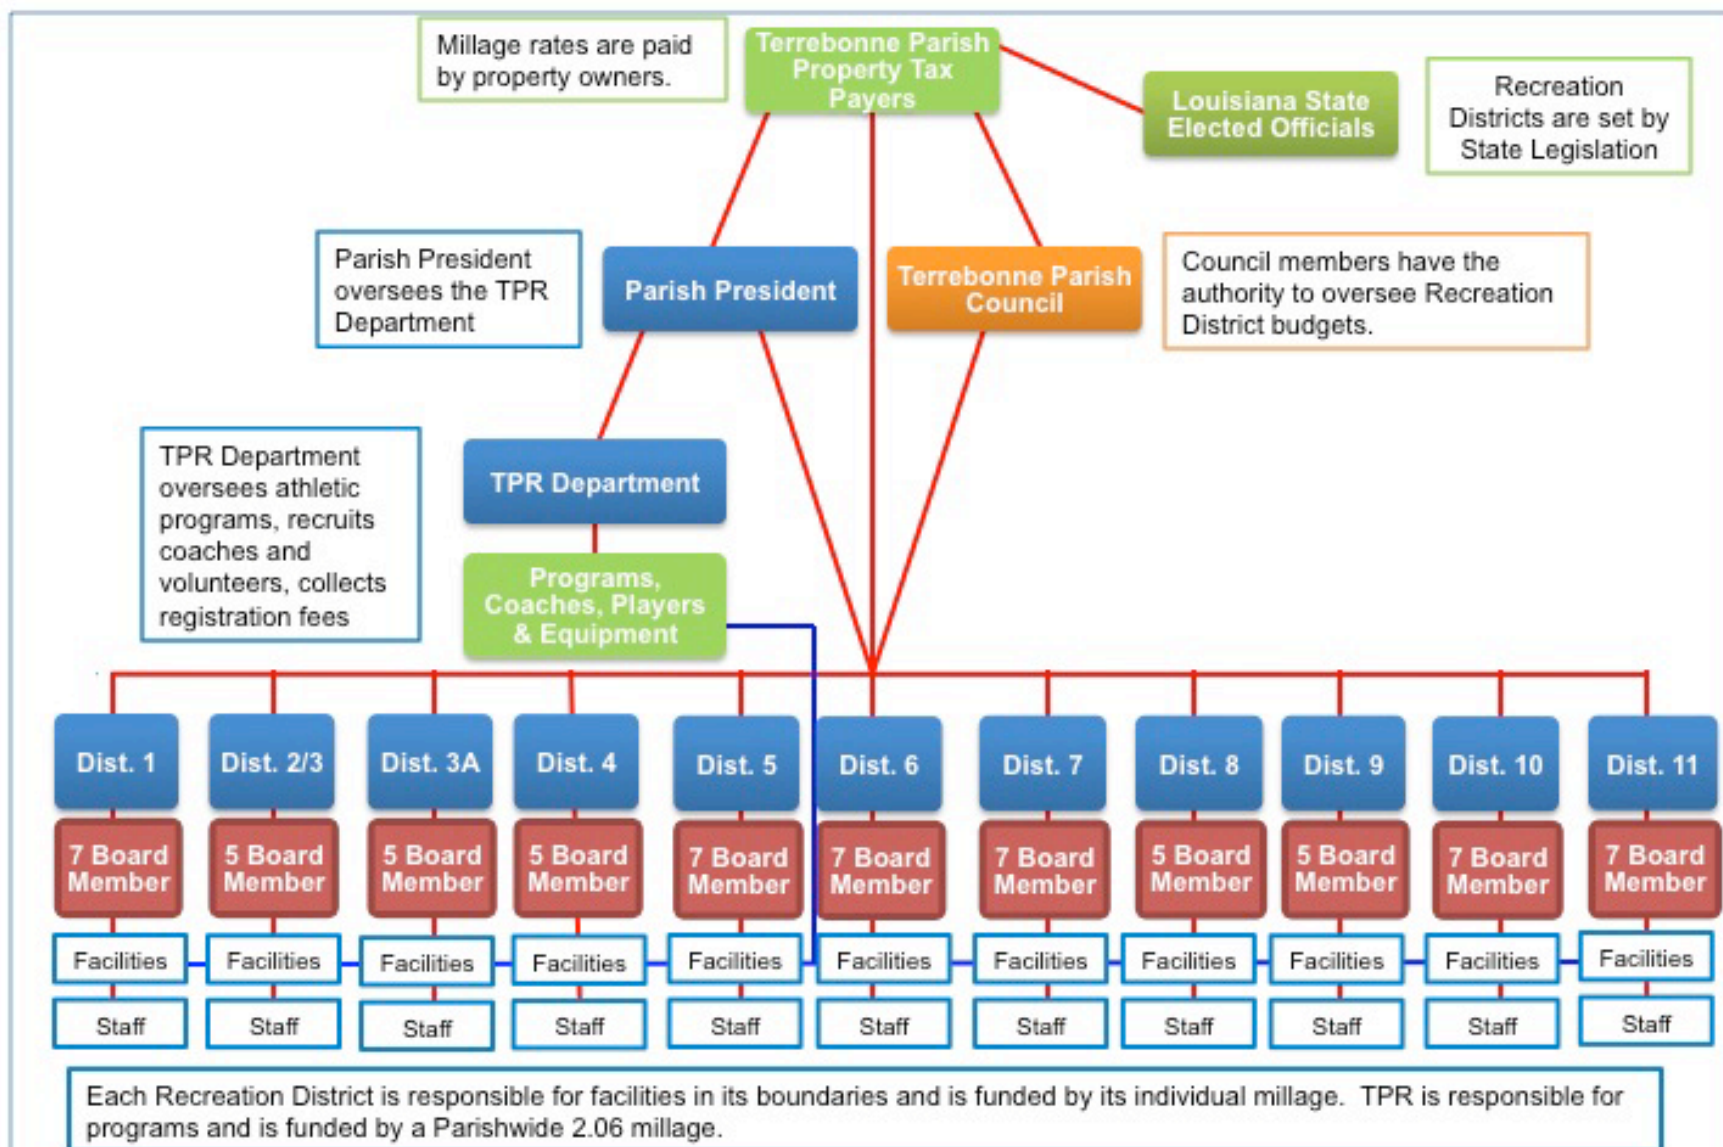 Millage rates are paid
by property owners.
Terrebonne Parish
Property Tax
Payers
Louisiana State
Elected Officials
Recreation
Districts are set by
State Legislation
Parish President
oversees the TPR
Department
Parish President
Terrebonne Parish
Council
Council members have the
authority to oversee Recreation
District budgets.
TPR Department
oversees athletic
programs, recruits
coaches and
volunteers, collects
registration fees
TPR Department
Programs,
Coaches, Players
& Equipment
Dist. 1
Dist. 2/3
Dist. 3A
Dist. 4
Dist. 5
Dist. 6
Dist. 7
Dist. 8
Dist. 9
Dist. 10
Dist. 11
7 Board
Member
5 Board
Member
5 Board
Member
5 Board
Member
7 Board
Member
7 Board
Member
7 Board
Member
5 Board
Member
5 Board
Member
7 Board
Member
7 Board
Member
Facilities
Facilities
Facilities
Facilities
Facilities
Facilities
Facilities
Facilities
Facilities
Facilities
Facilities
Staff
Staff
Staff
Staff
Staff
Staff
Staff
Staff
Staff
Staff
Staff
Each Recreation District is responsible for facilities in its boundaries and is funded by its individual millage. TPR is responsible for
programs and is funded by a Parishwide 2.06 millage.